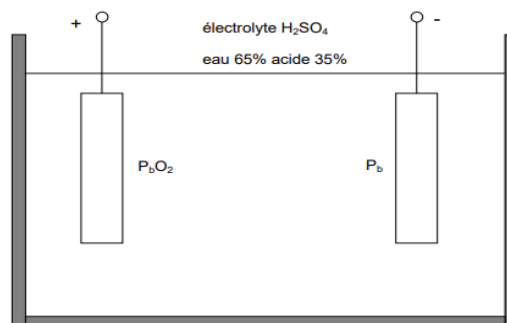 +
électrolyte H₂SO₄
-
eau 65% acide 35%
PbO₂
Pb